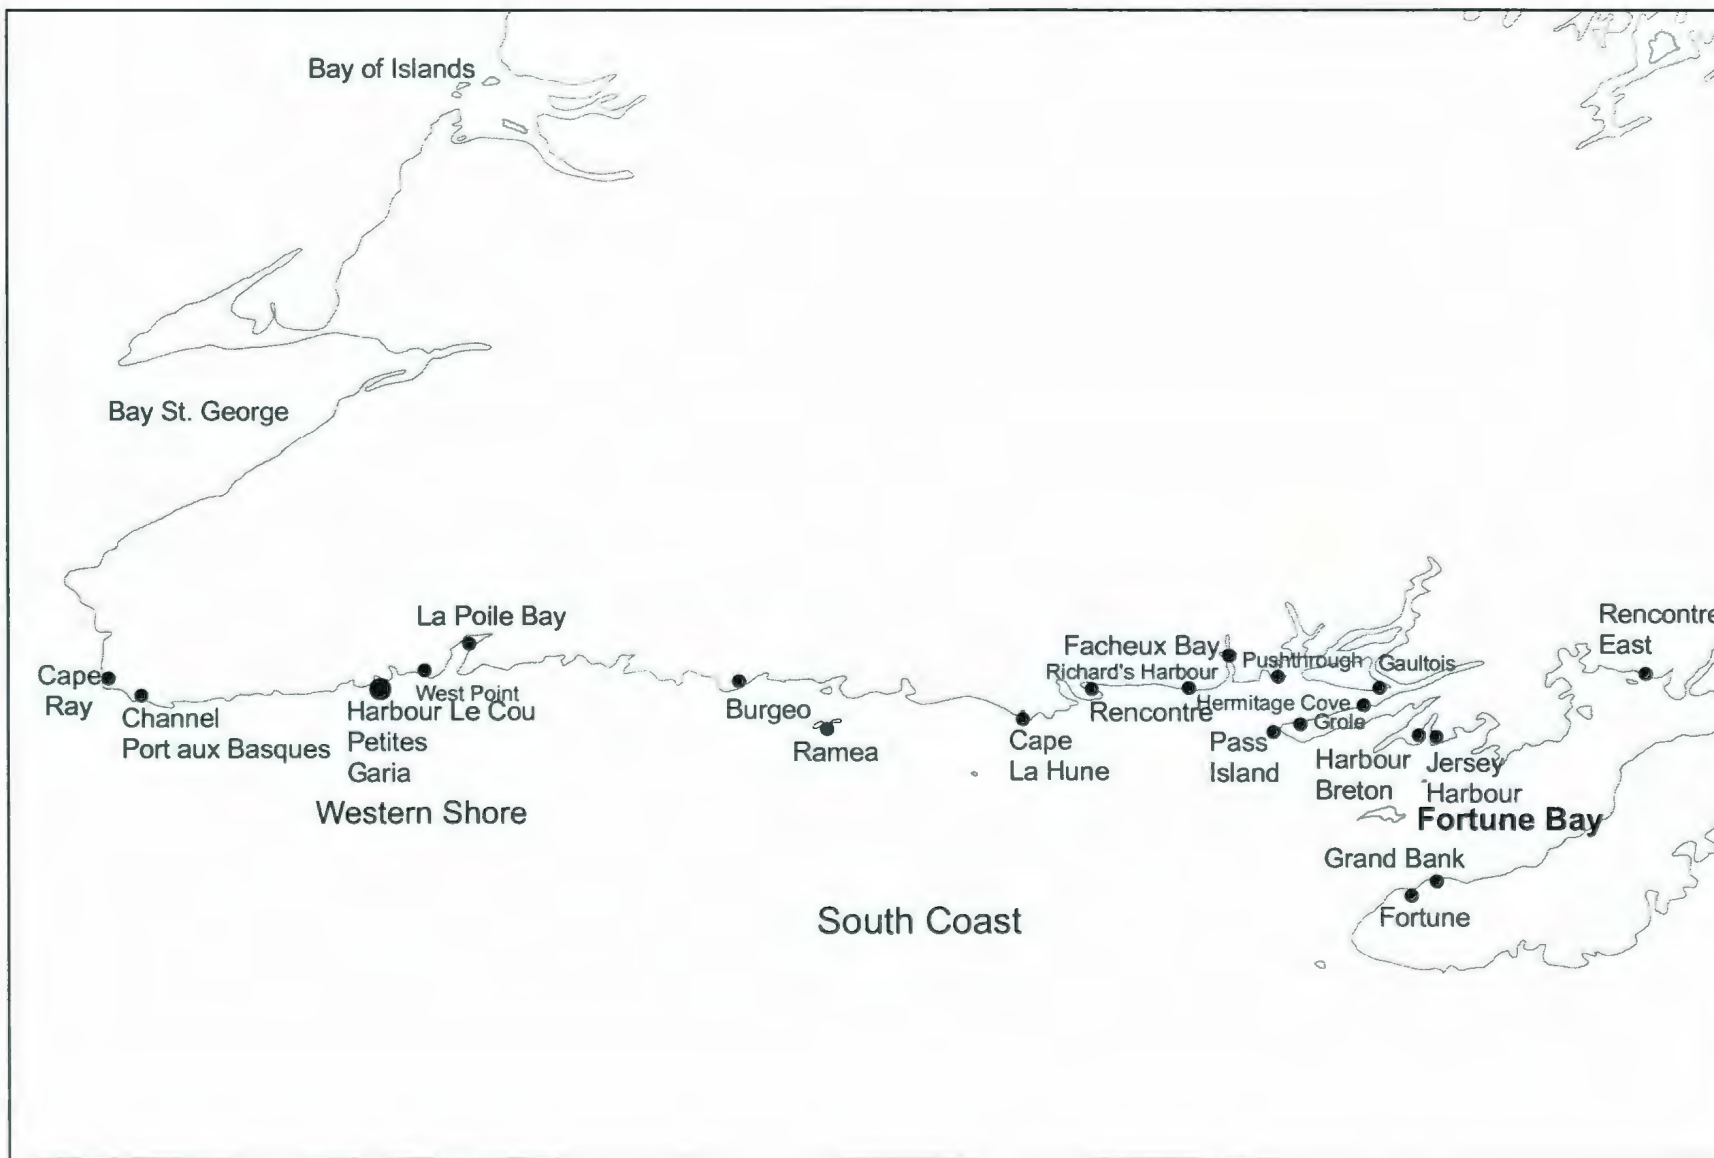 Bay of Islands
Bay St. George
La Poile Bay
Rencontre
East
Facheux Bay
Pushthrough
Gaultois
Richard's Harbour
Cape
Ray
West Point
Hermitage Cove
Channel
Port aux Basques
Harbour Le Cou
Petites
Garia
Burgeo
Ramea
Rencontre
Grole
Cape
La Hune
Pass
Island
Harbour
Breton
Jersey
Harbour
Western Shore
Fortune Bay
Grand Bank
Fortune
South Coast